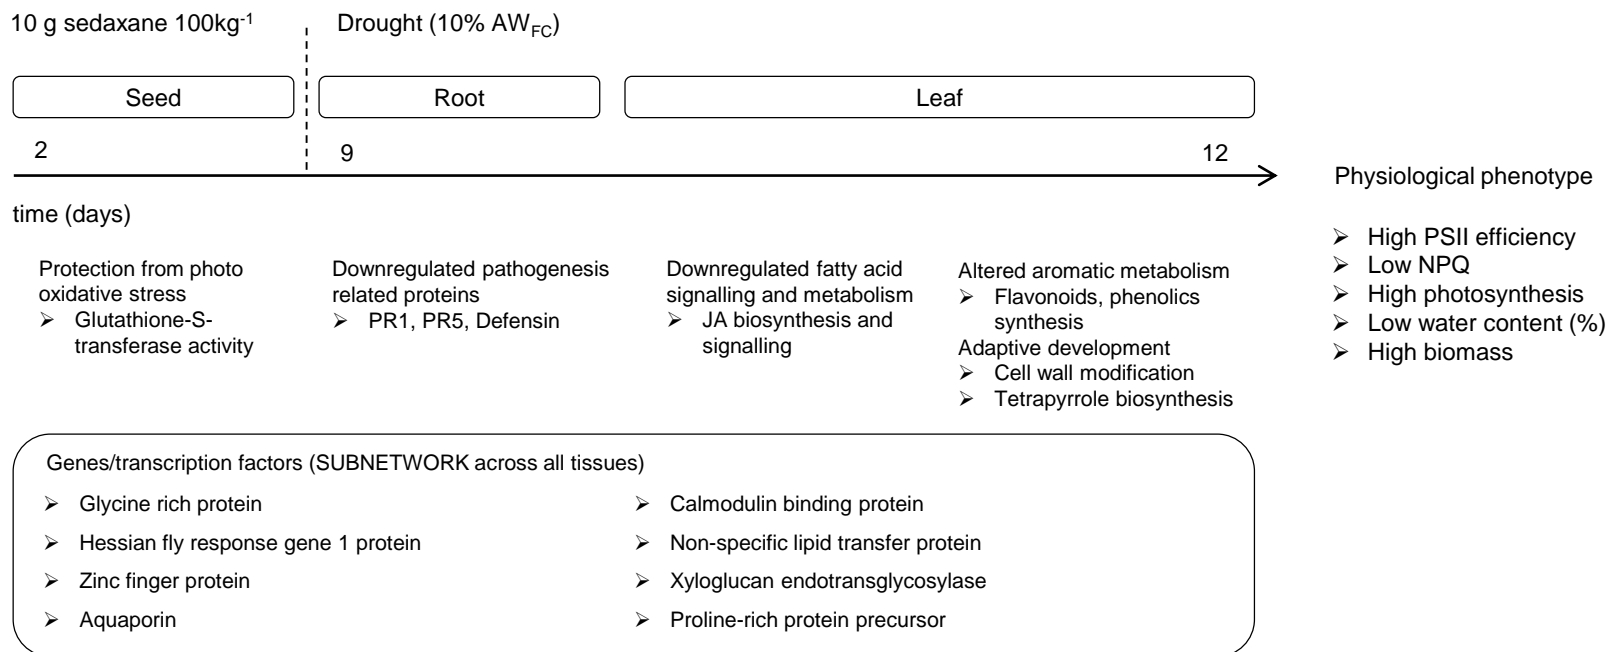 10 g sedaxane 100kg-1
Drought (10% AWFC)
Seed
Root
Leaf
2
9
12
time (days)
Protection from photo
oxidative stress
➢ Glutathione-S-
transferase activity
Downregulated pathogenesis
related proteins
➢ PR1, PR5, Defensin
Downregulated fatty acid
signalling and metabolism
➢ JA biosynthesis and
signalling
Altered aromatic metabolism
➢ Flavonoids, phenolics
synthesis
Adaptive development
➢ Cell wall modification
➢ Tetrapyrrole biosynthesis
Physiological phenotype
➢ High PSII efficiency
➢ Low NPQ
➢ High photosynthesis
➢ Low water content (%)
➢ High biomass
Genes/transcription factors (SUBNETWORK across all tissues)
➢ Glycine rich protein
➢ Hessian fly response gene 1 protein
➢ Zinc finger protein
➢ Aquaporin
➢ Calmodulin binding protein
➢ Non-specific lipid transfer protein
➢ Xyloglucan endotransglycosylase
➢ Proline-rich protein precursor